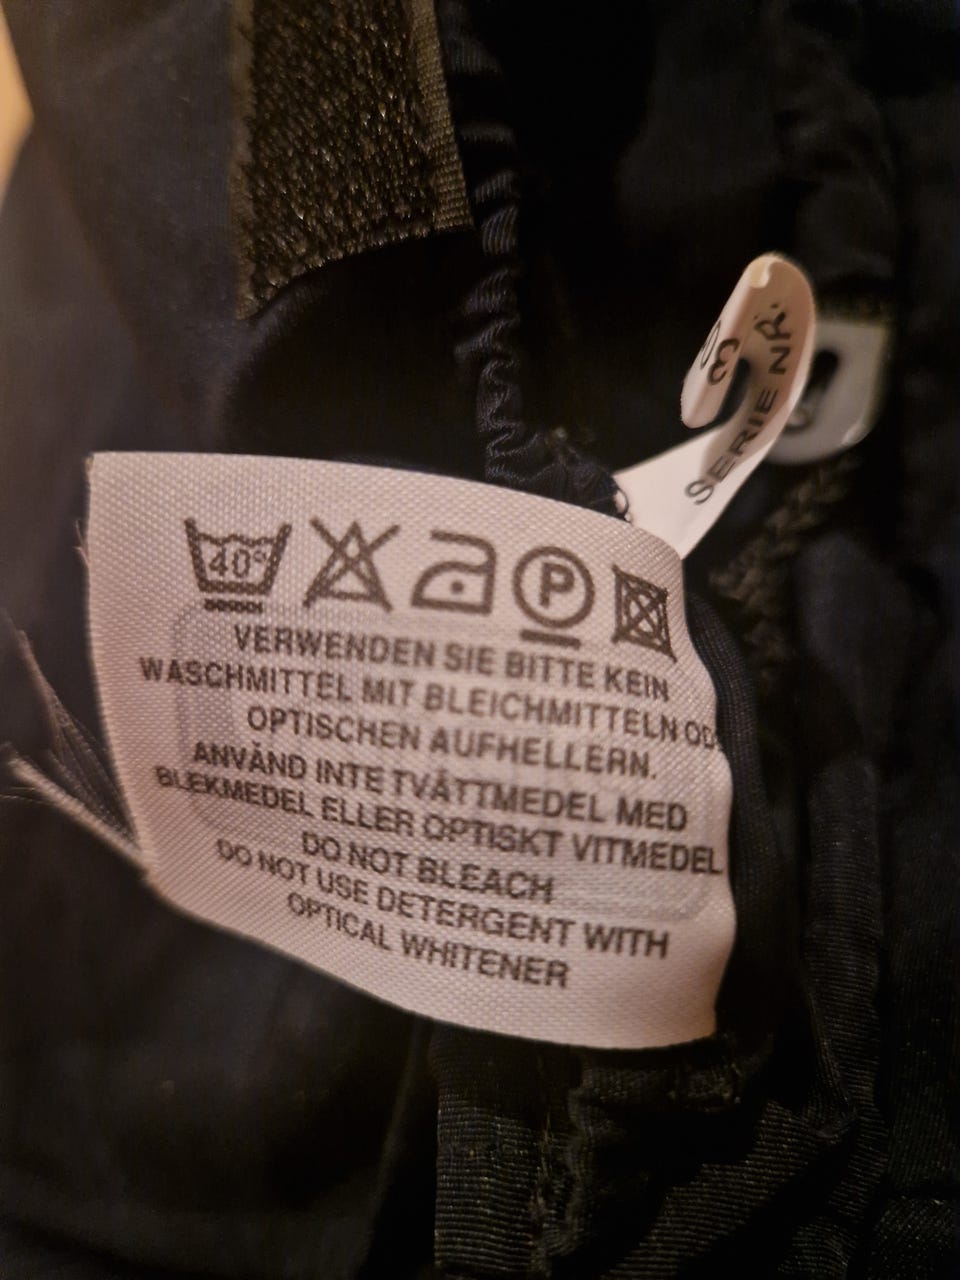 SERIE NR.
40°
P
VERWENDEN SIE BITTE KEIN
WASCHMITTEL MIT BLEICHMITTELN
OPTISCHEN AUFHELLERN.
ANVÄND INTE TVÄTTMEDEL MED
BLEKMEDEL ELLER OPTISKT VITMEDEL
DO NOT BLEACH
DO NOT USE DETERGENT WITH
OPTICAL WHITENER